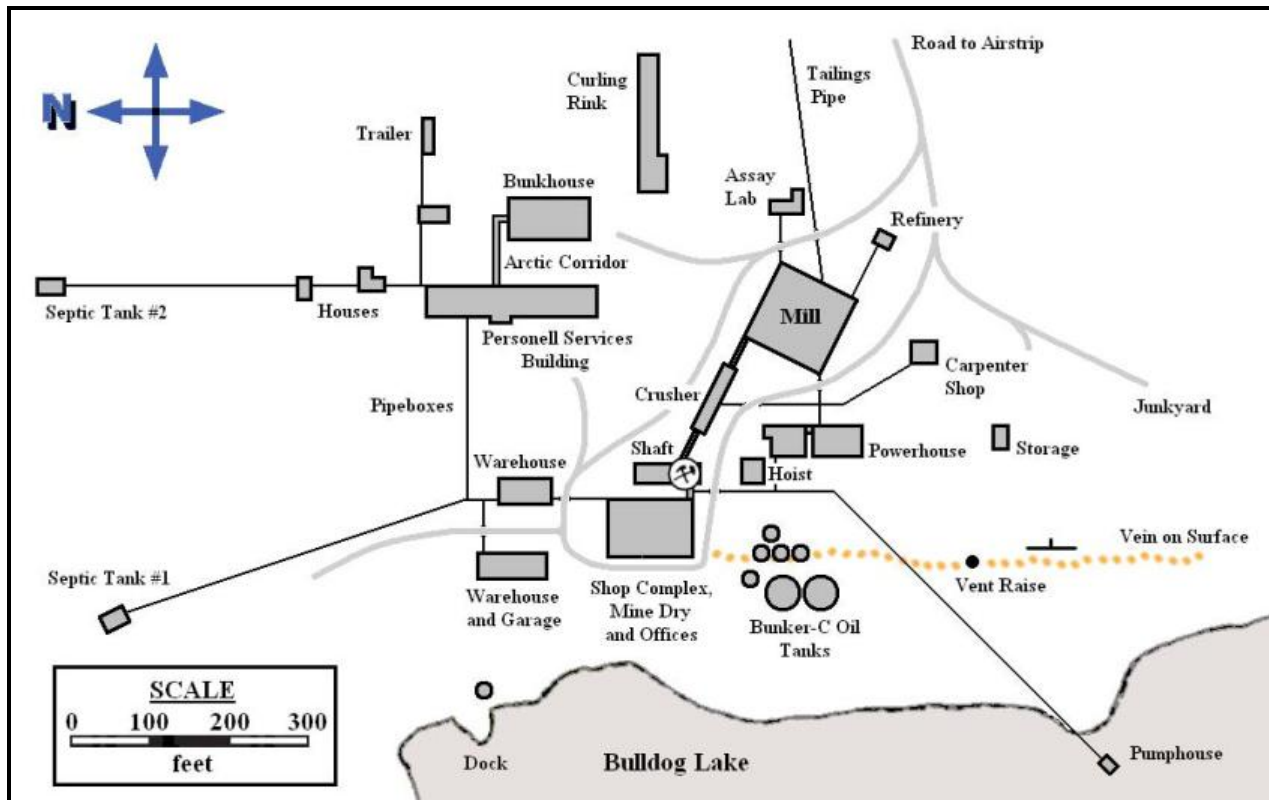 Road to Airstrip
Curling
Rink
Tailings
Pipe
N
Trailer
Bunkhouse
Assay
Lab
Refinery
Arctic Corridor
Septic Tank #2
Houses
Mill
Personell Services
Building
Carpenter
Shop
Crusher
Pipeboxes
Junkyard
Shaft
Powerhouse
Storage
Warehouse
Hoist
Vein on Surface
Septic Tank #1
Vent Raise
Warehouse
and Garage
Shop Complex,
Mine Dry
and Offices
Bunker-C Oil
Tanks
SCALE
0 100 200 300
feet
Dock
Bulldog Lake
Pumphouse